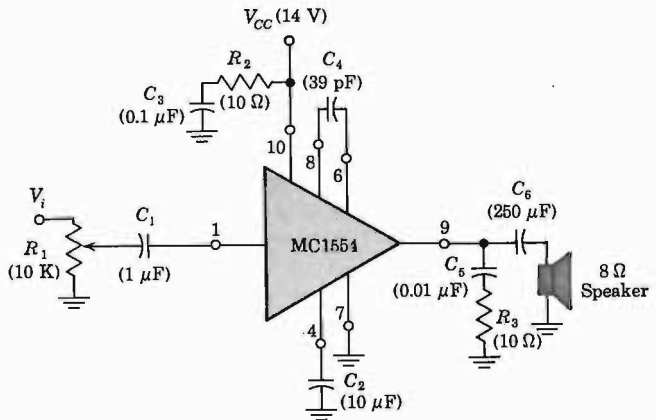 V_CC (14 V)
R_2
(10 Ω)
C_4
(39 pF)
C_3
(0.1 μF)
10
8
6
V_i
C_1
(1 μF)
1
R_1
(10 K)
MC1554
9
C_6
(250 μF)
C_5
(0.01 μF)
8 Ω
Speaker
R_3
(10 Ω)
4
7
C_2
(10 μF)